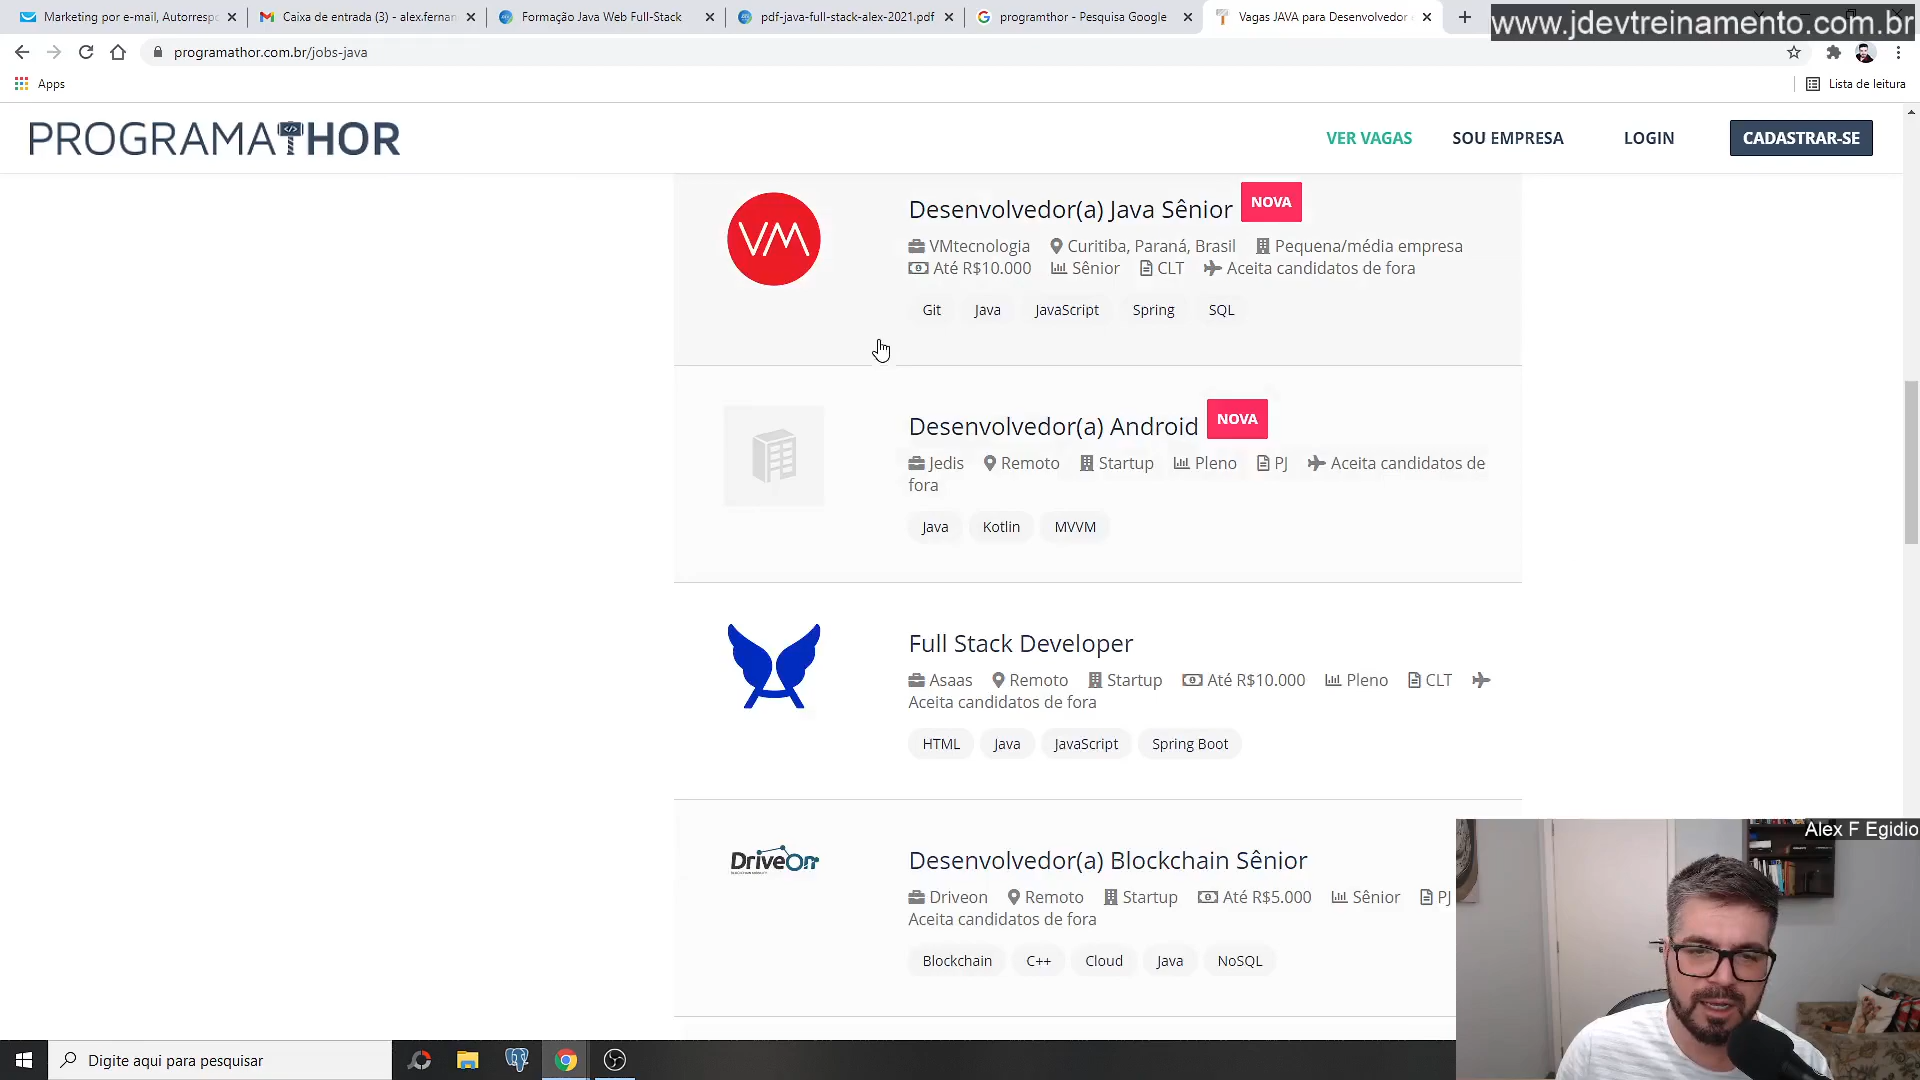 Marketing por e-mail, Autorrespo
Caixa de entrada (3) - alex.fernan
Formação Java Web Full-Stack
pdf-java-full-stack-alex-2021.pdf
programthor - Pesquisa Google
Vagas JAVA para Desenvolvedor
www.jdevtreinamento.com.br
programathor.com.br/jobs-java
Apps
Lista de leitura
PROGRAMATHOR
VER VAGAS
SOU EMPRESA
LOGIN
CADASTRAR-SE
VM
Desenvolvedor(a) Java Sênior NOVA
VMtecnologia Curitiba, Paraná, Brasil Pequena/média empresa
Até R$10.000 Sênior CLT Aceita candidatos de fora
Git Java JavaScript Spring SQL
Desenvolvedor(a) Android NOVA
Jedis Remoto Startup Pleno PJ Aceita candidatos de
fora
Java Kotlin MVVM
Full Stack Developer
Asaas Remoto Startup Até R$10.000 Pleno CLT
Aceita candidatos de fora
HTML Java JavaScript Spring Boot
DriveOn
Desenvolvedor(a) Blockchain Sênior
Driveon Remoto Startup Até R$5.000 Sênior PJ
Aceita candidatos de fora
Blockchain C++ Cloud Java NoSQL
Alex F Egidio
Digite aqui para pesquisar